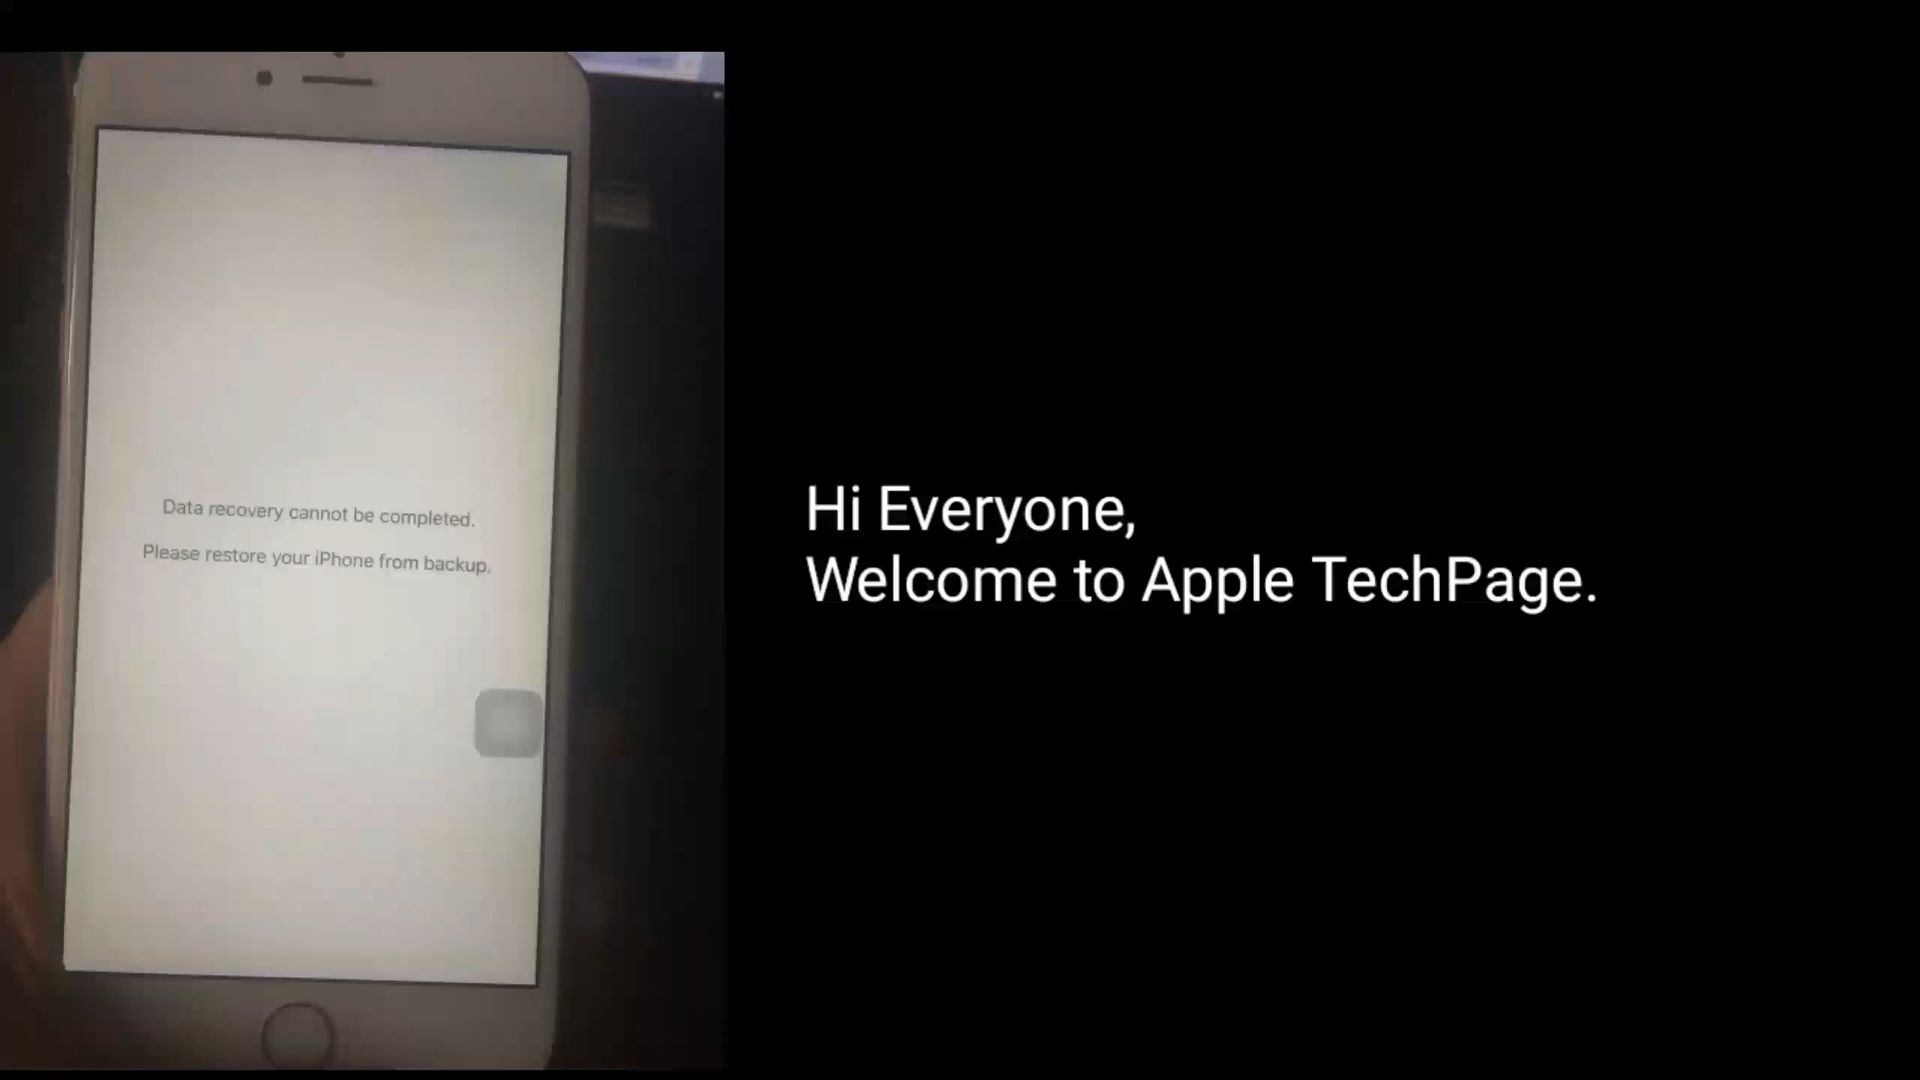 Data recovery cannot be completed.
Please restore your iPhone from backup.
Hi Everyone,
Welcome to Apple TechPage.